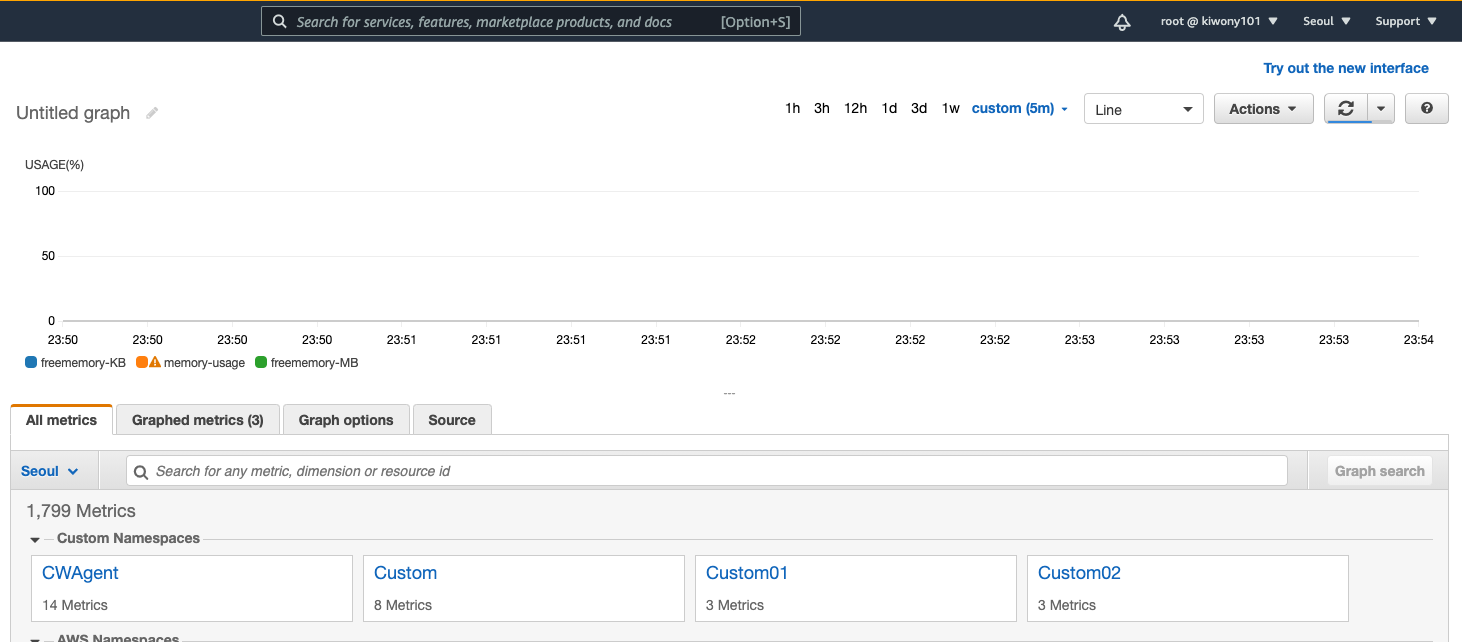 Search for services, features, marketplace products, and docs [Option+S] root @ kiwony101 Seoul Support
Try out the new interface
Untitled graph 1h 3h 12h 1d 3d 1w custom (5m) Line Actions
USAGE(%)
100
50
0
23:50 23:50 23:50 23:50 23:51 23:51 23:51 23:51 23:52 23:52 23:52 23:52 23:53 23:53 23:53 23:53 23:54
freememory-KB memory-usage freememory-MB
All metrics Graphed metrics (3) Graph options Source
Seoul Search for any metric, dimension or resource id Graph search
1,799 Metrics
Custom Namespaces
CWAgent Custom Custom01 Custom02
14 Metrics 8 Metrics 3 Metrics 3 Metrics
AWS Namespaces